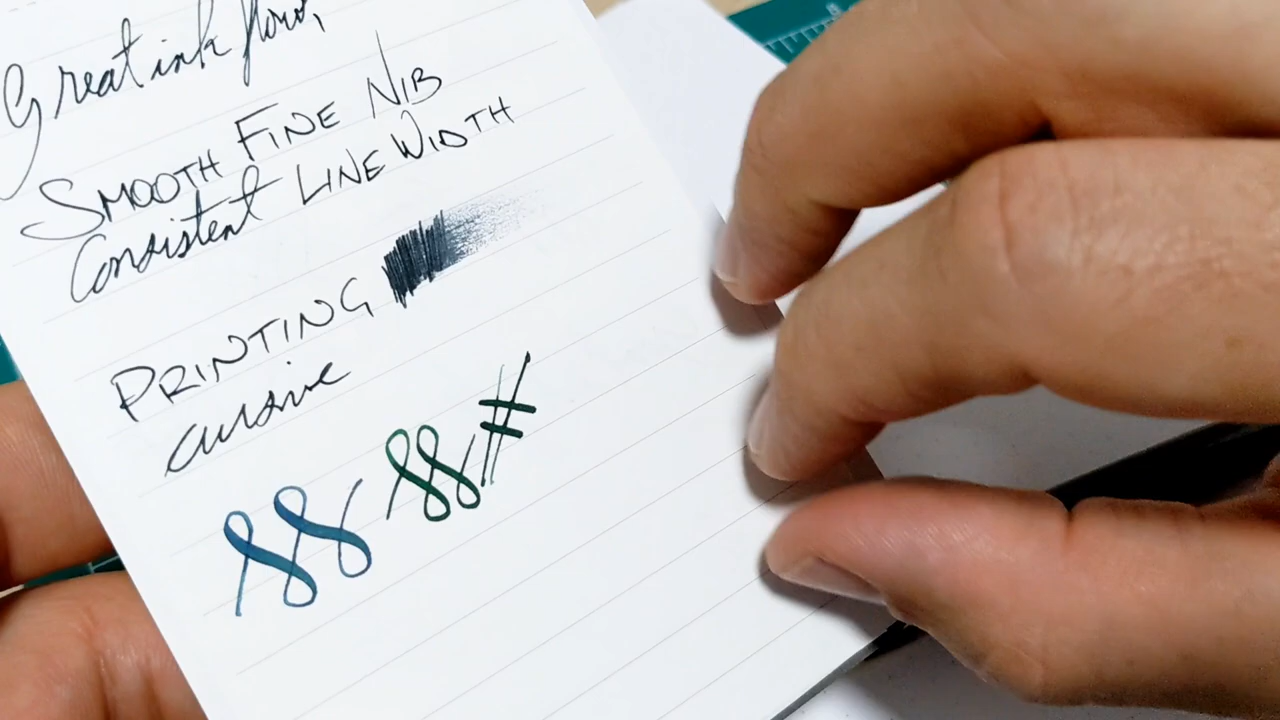 Great ink flow,
SMOOTH FINE NIB
Consistent LINE WIDTH
PRINTING
cursive